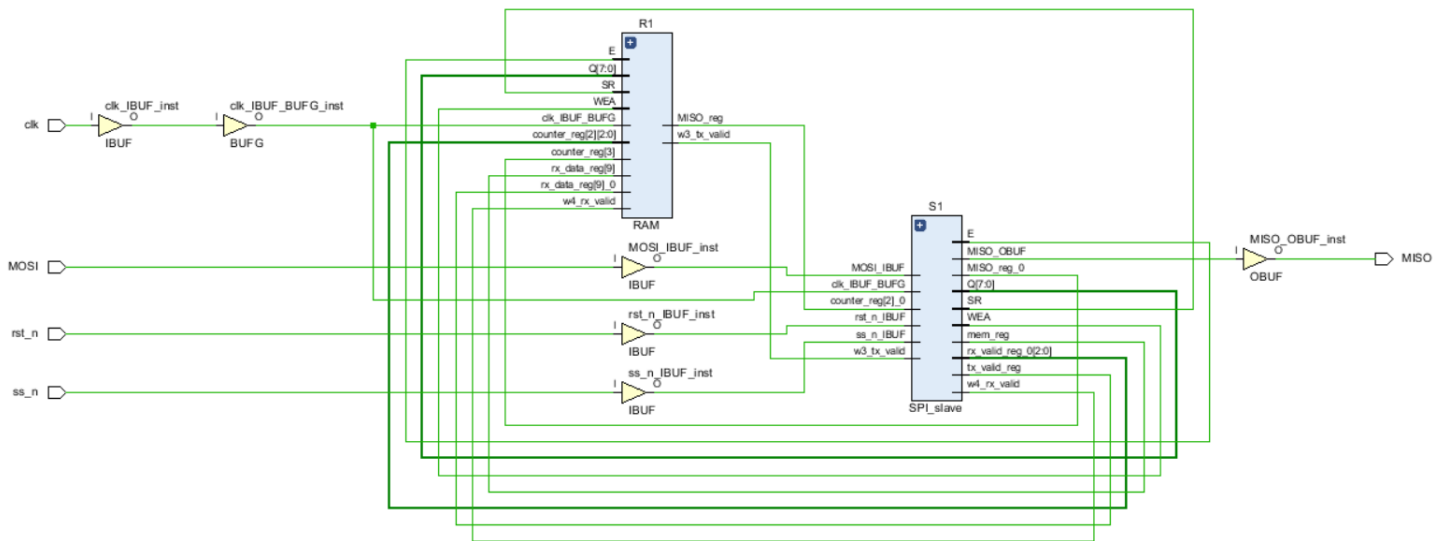 R1
E
Q[7:0]
SR
WEA
clk_IBUF_BUFG
counter_reg[2][2:0]
counter_reg[3]
rx_data_reg[9]
rx_data_reg[9]_0
w4_rx_valid
MISO_reg
w3_tx_valid
RAM
clk
clk_IBUF_inst
I
O
IBUF
clk_IBUF_BUFG_inst
I
O
BUFG
MOSI
MOSI_IBUF_inst
I
O
IBUF
rst_n
rst_n_IBUF_inst
I
O
IBUF
ss_n
ss_n_IBUF_inst
I
O
IBUF
S1
MOSI_IBUF
clk_IBUF_BUFG
counter_reg[2]_0
rst_n_IBUF
ss_n_IBUF
w3_tx_valid
E
MISO_OBUF
MISO_reg_0
Q[7:0]
SR
WEA
mem_reg
rx_valid_reg_0[2:0]
tx_valid_reg
w4_rx_valid
SPI_slave
MISO_OBUF_inst
I
O
OBUF
MISO